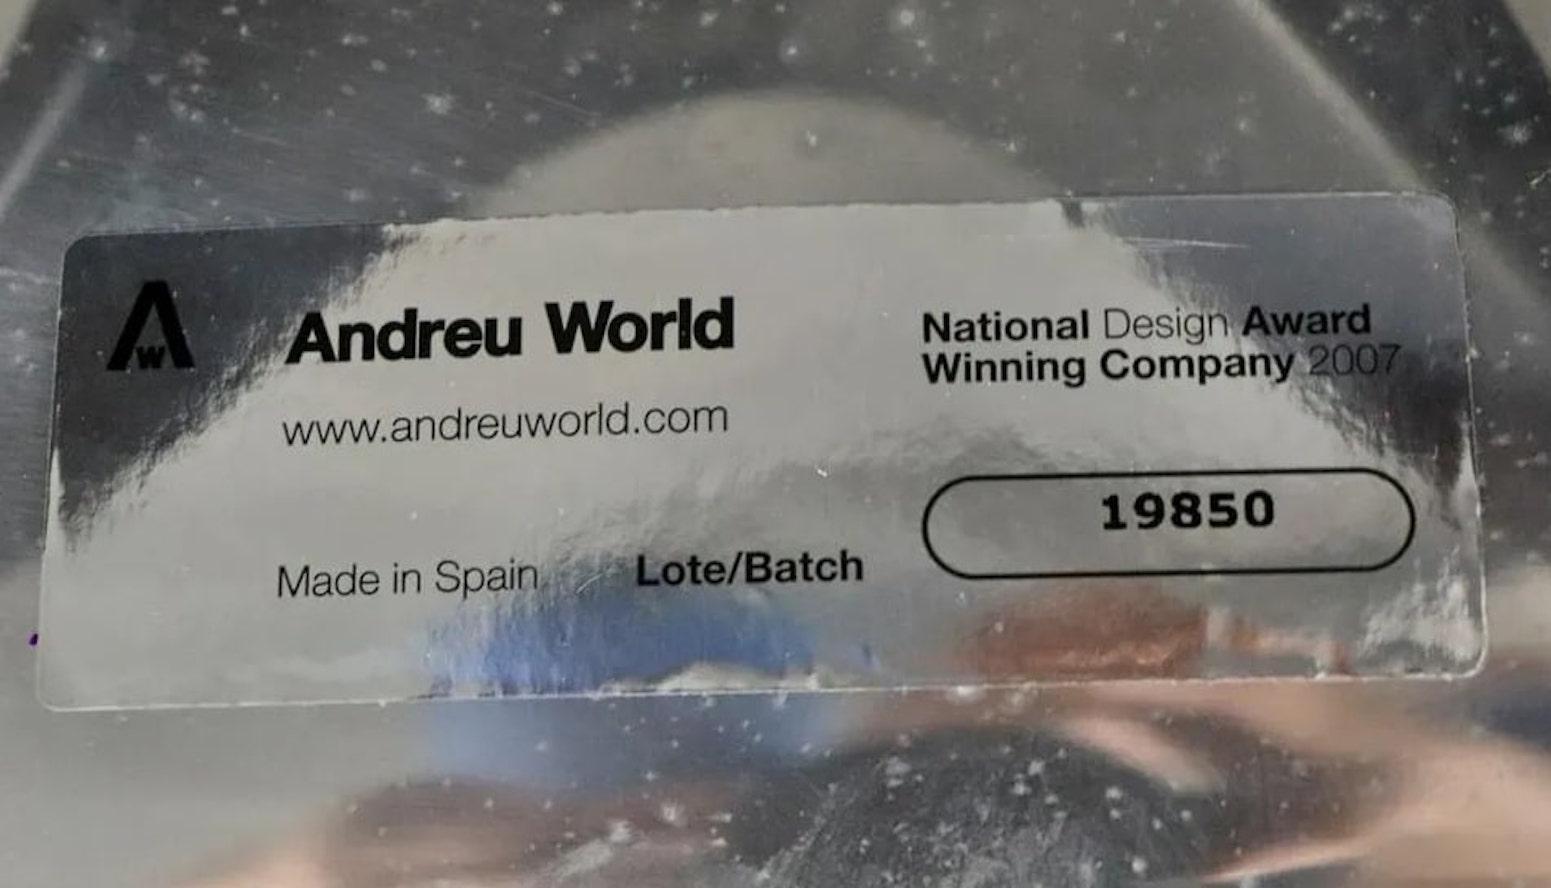 AW
Andreu World
www.andreuworld.com
National Design Award
Winning Company 2007
Made in Spain
Lote/Batch
19850